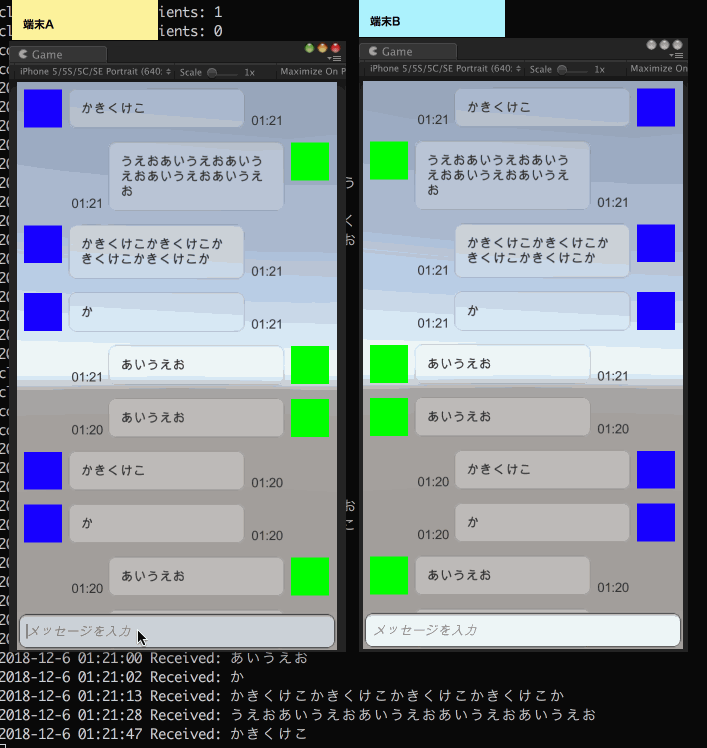 ients: 1
端末A
端末B
ients: 0
Game
iPhone 5/5S/5C/SE Portrait (640:
Scale
1x
Maximize On P
かきくけこ
01:21
うえおあいうえおあいう
えおあいうえおあいうえ
お
01:21
かきくけこかきくけこか
きくけこかきくけこか
01:21
か
01:21
あいうえお
01:21
あいうえお
01:20
かきくけこ
01:20
か
01:20
あいうえお
01:20
メッセージを入力
Game
iPhone 5/5S/5C/SE Portrait (640:
Scale
1x
Maximize On
かきくけこ
01:21
うえおあいうえおあいう
えおあいうえおあいうえ
お
01:21
かきくけこかきくけこか
きくけこかきくけこか
01:21
か
01:21
あいうえお
01:21
あいうえお
01:20
かきくけこ
01:20
か
01:20
あいうえお
01:20
メッセージを入力
2018-12-6 01:21:00 Received: あいうえお
2018-12-6 01:21:02 Received: か
2018-12-6 01:21:13 Received: かきくけこかきくけこかきくけこかきくけこか
2018-12-6 01:21:28 Received: うえおあいうえおあいうえおあいうえおあいうえお
2018-12-6 01:21:47 Received: かきくけこ